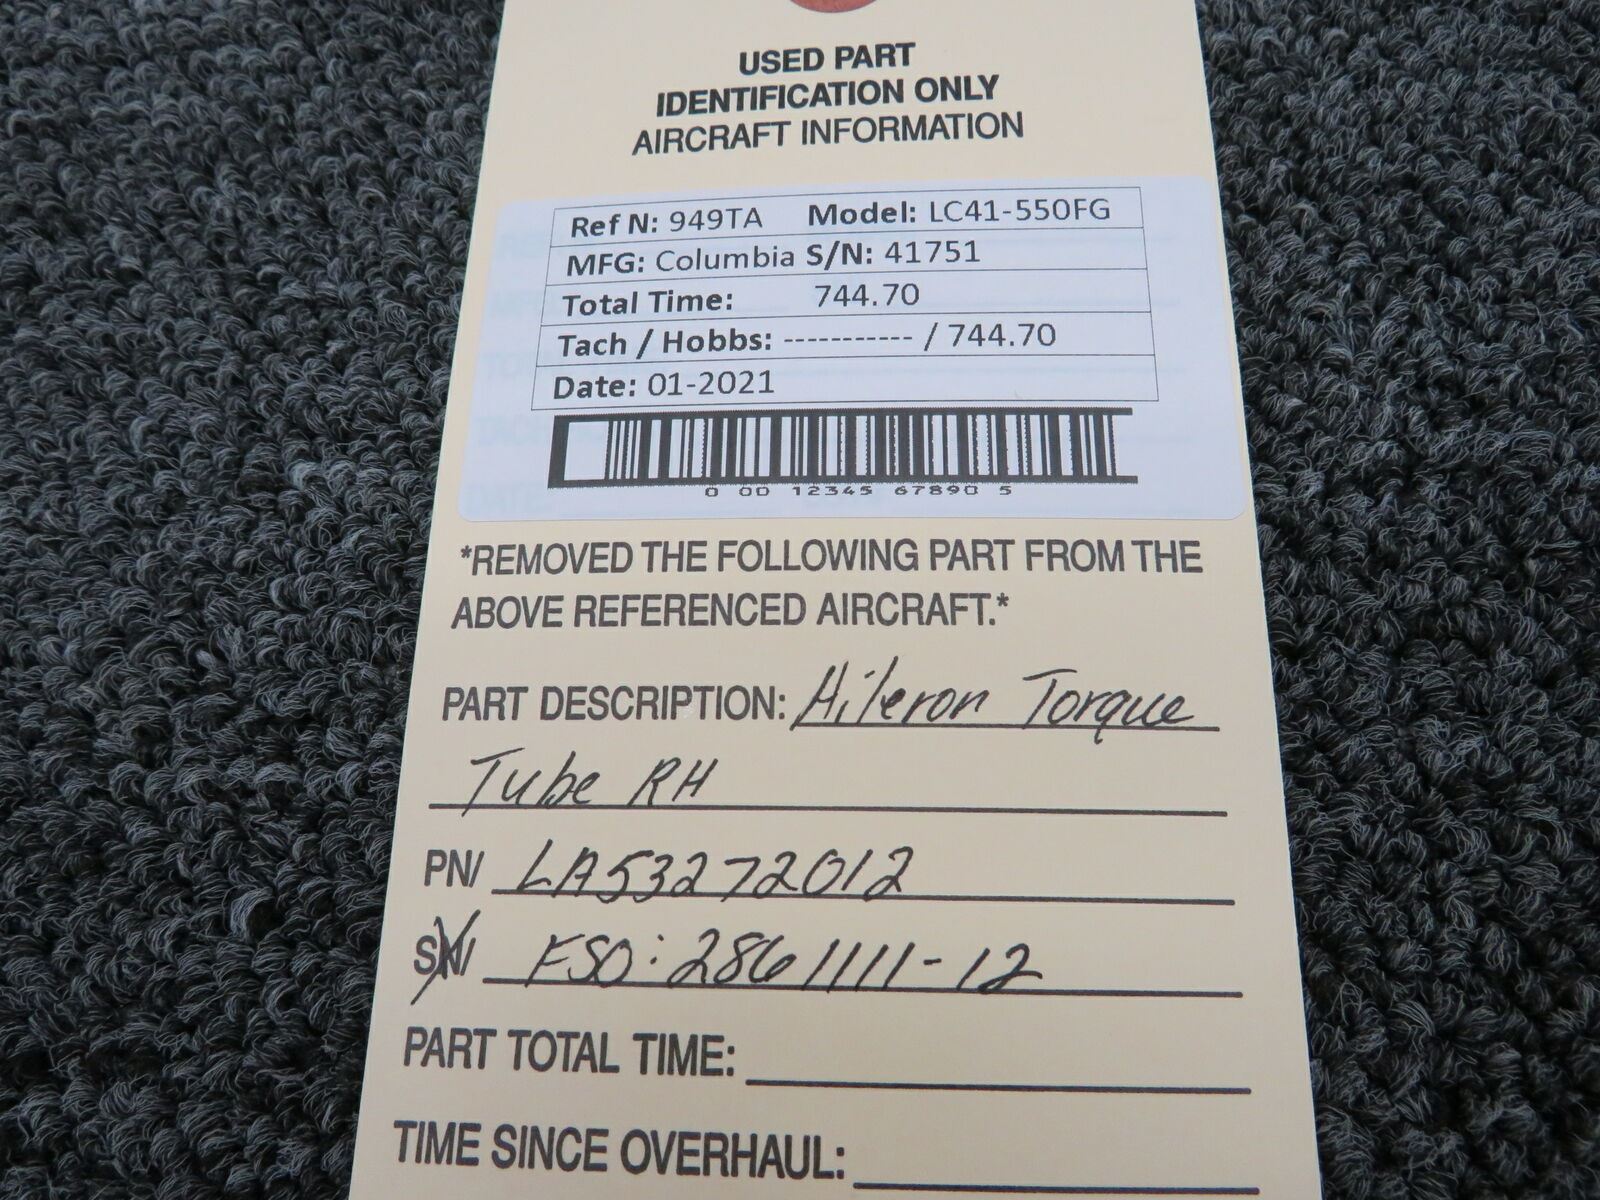 USED PART
IDENTIFICATION ONLY
AIRCRAFT INFORMATION
Ref N: 949TA Model: LC41-550FG
MFG: Columbia S/N: 41751
Total Time: 744.70
Tach / Hobbs: ----------- / 744.70
Date: 01-2021
0 00 12345 67890 5
*REMOVED THE FOLLOWING PART FROM THE
ABOVE REFERENCED AIRCRAFT.*
PART DESCRIPTION: Aileron Torque
Tube RH
PN/ LA53272012
SN/ FSO: 2861111-12
PART TOTAL TIME:
TIME SINCE OVERHAUL: